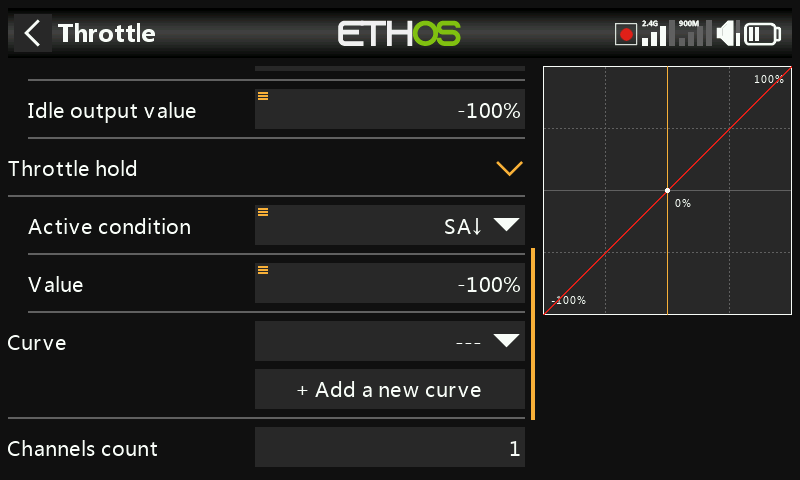 Throttle
ETHOS
2.4G
900M
Idle output value
-100%
Throttle hold
Active condition
SA↓
Value
-100%
Curve
---
+ Add a new curve
Channels count
1
100%
0%
-100%